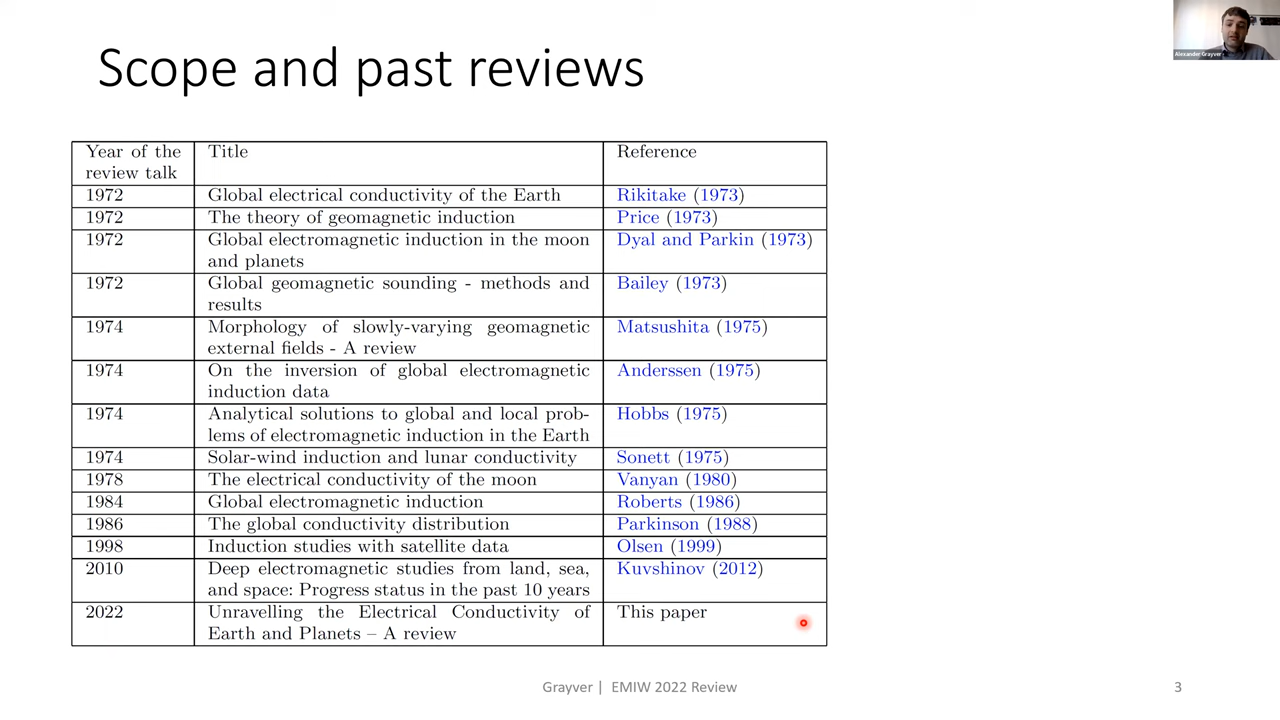 Scope and past reviews
Alexander Grayver
Year of the Title Reference
review talk
1972 Global electrical conductivity of the Earth Rikitake (1973)
1972 The theory of geomagnetic induction Price (1973)
1972 Global electromagnetic induction in the moon Dyal and Parkin (1973)
and planets
1972 Global geomagnetic sounding - methods and Bailey (1973)
results
1974 Morphology of slowly-varying geomagnetic Matsushita (1975)
external fields - A review
1974 On the inversion of global electromagnetic Anderssen (1975)
induction data
1974 Analytical solutions to global and local prob- Hobbs (1975)
lems of electromagnetic induction in the Earth
1974 Solar-wind induction and lunar conductivity Sonett (1975)
1978 The electrical conductivity of the moon Vanyan (1980)
1984 Global electromagnetic induction Roberts (1986)
1986 The global conductivity distribution Parkinson (1988)
1998 Induction studies with satellite data Olsen (1999)
2010 Deep electromagnetic studies from land, sea, Kuvshinov (2012)
and space: Progress status in the past 10 years
2022 Unravelling the Electrical Conductivity of This paper
Earth and Planets – A review
Grayver | EMIW 2022 Review
3